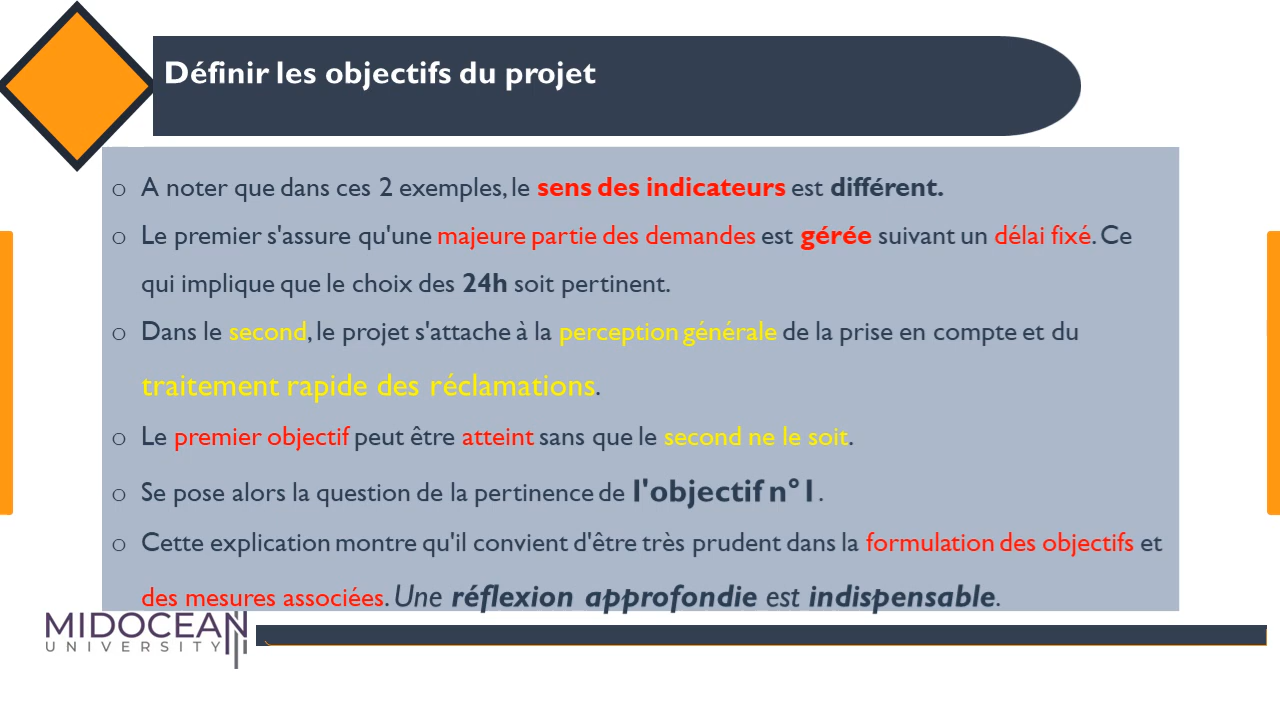 Définir les objectifs du projet
o A noter que dans ces 2 exemples, le sens des indicateurs est différent.
o Le premier s'assure qu'une majeure partie des demandes est gérée suivant un délai fixé. Ce
qui implique que le choix des 24h soit pertinent.
o Dans le second, le projet s'attache à la perception générale de la prise en compte et du
traitement rapide des réclamations.
o Le premier objectif peut être atteint sans que le second ne le soit.
o Se pose alors la question de la pertinence de l'objectif n°1.
o Cette explication montre qu'il convient d'être très prudent dans la formulation des objectifs et
des mesures associées. Une réflexion approfondie est indispensable.
MIDOCEAN
UNIVERSITY